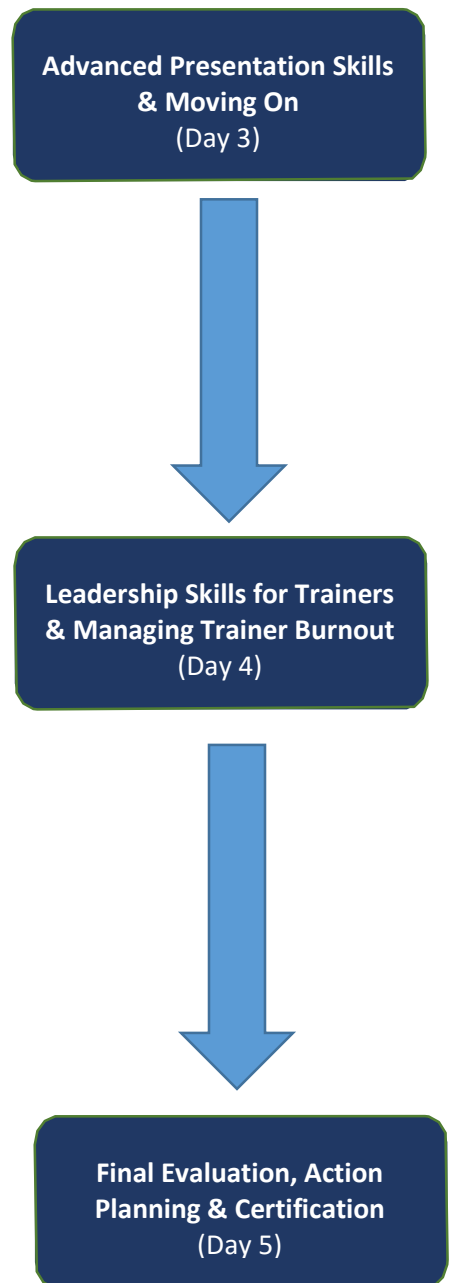 Advanced Presentation Skills
& Moving On
(Day 3)
Leadership Skills for Trainers
& Managing Trainer Burnout
(Day 4)
Final Evaluation, Action
Planning & Certification
(Day 5)